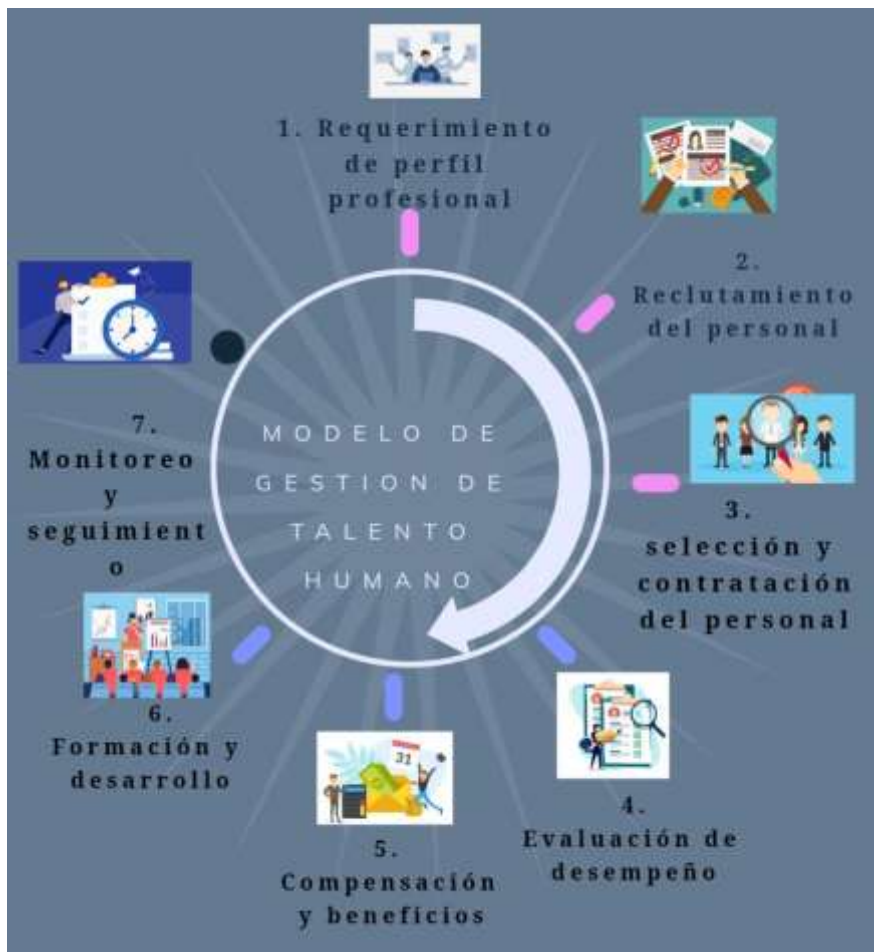 1. Requerimiento
de perfil
profesional
2.
Reclutamiento
del personal
3.
selección y
contratación
del personal
4.
Evaluación de
desempeño
5.
Compensación
y beneficios
31
6.
Formación y
desarrollo
7.
Monitoreo
y
seguimient
o
MODELO DE
GESTION DE
TALENTO
HUMANO